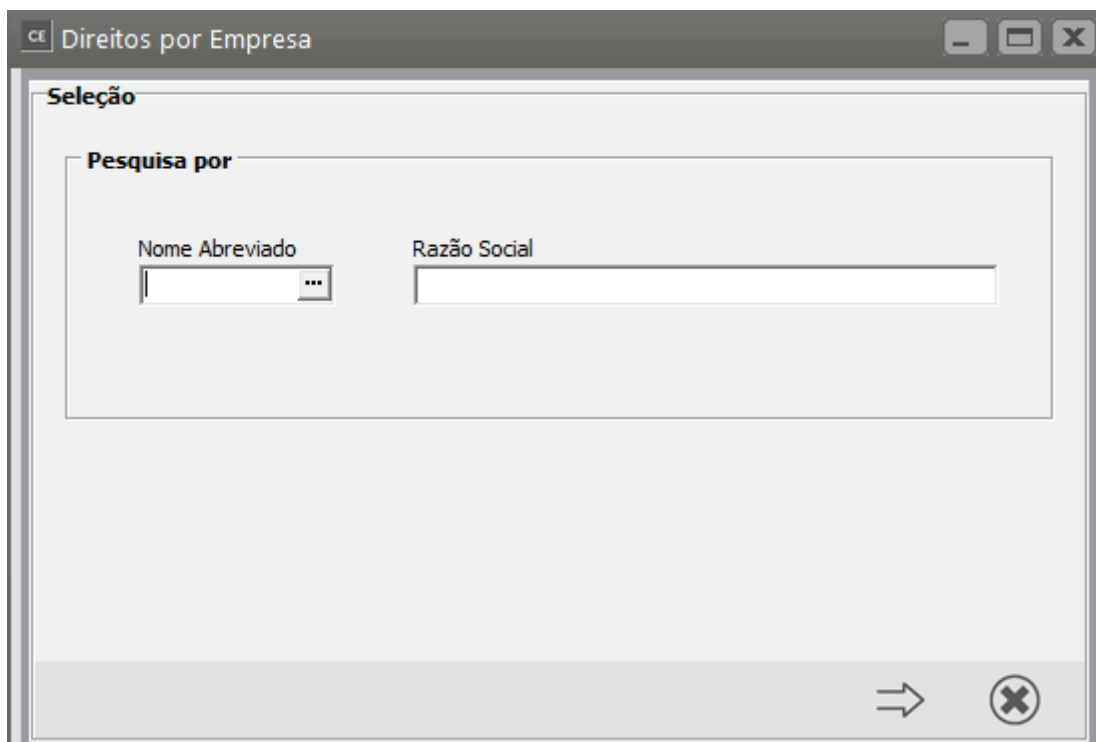 CE Direitos por Empresa
Seleção
Pesquisa por
Nome Abreviado Razão Social
...